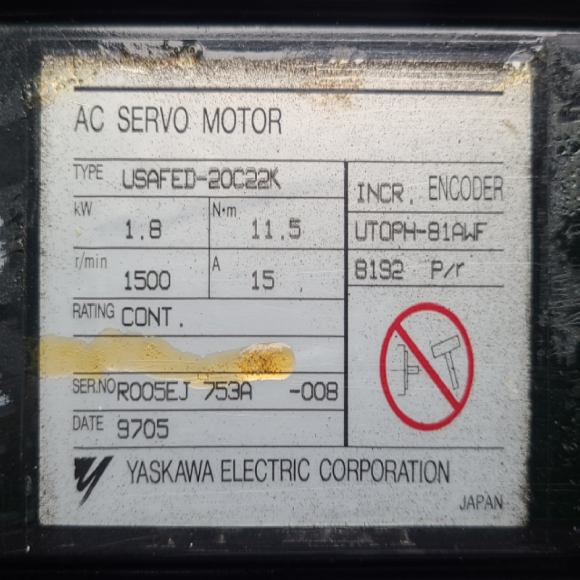 AC SERVO MOTOR
TYPE USAFED-20C22K
kW 1.8 N•m 11.5
r/min 1500 A 15
RATING CONT.
SER.NO R005EJ 753A -008
DATE 9705
INCR. ENCODER
UTOPH-81AWF
8192 P/r
YASKAWA ELECTRIC CORPORATION
JAPAN